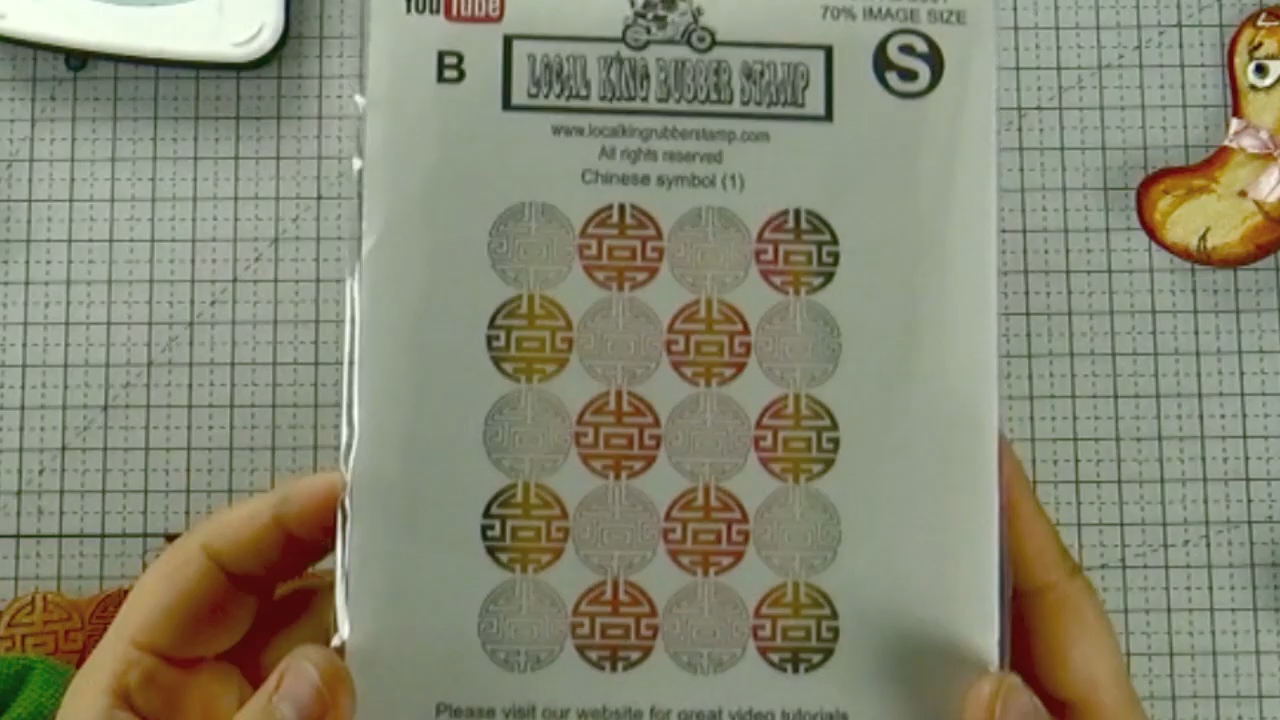 YouTube
70% IMAGE SIZE
B
LOCAL KING RUBBER STAMP
S
www.localkingrubberstamp.com
All rights reserved
Chinese symbol (1)
Please visit our website for great video tutorials